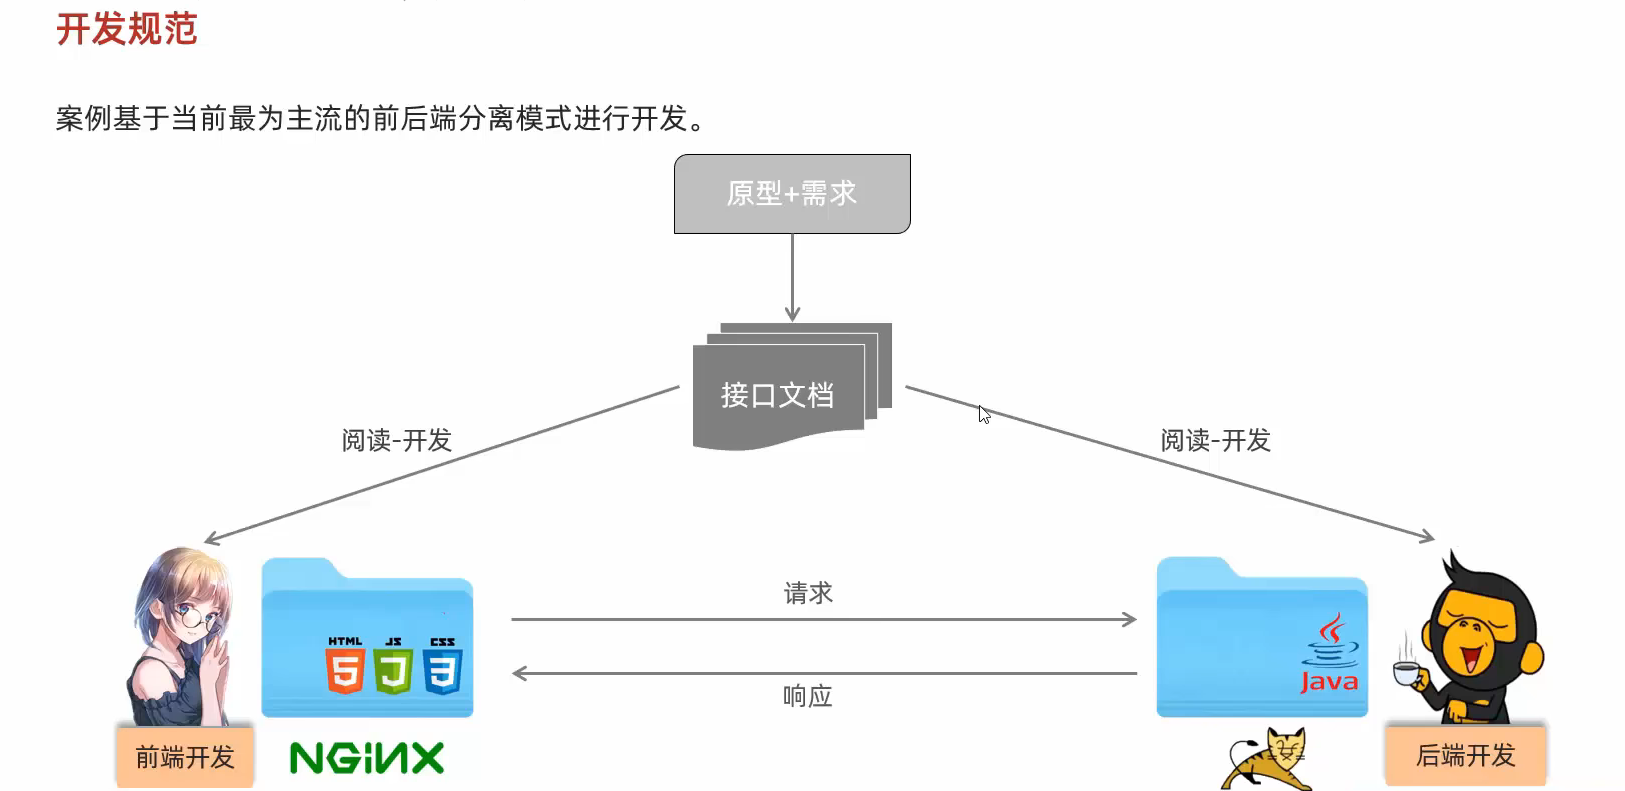 开发规范
案例基于当前最为主流的前后端分离模式进行开发。
原型+需求
接口文档
阅读-开发
阅读-开发
请求
响应
HTML JS CSS
5 J 3
Java
前端开发
NGiNX
后端开发